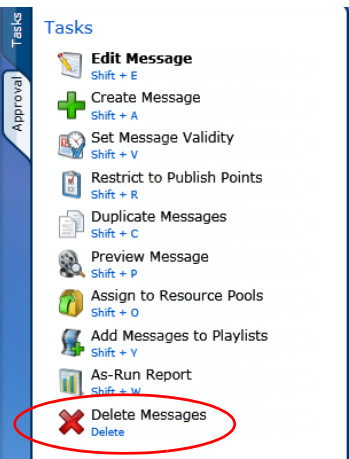 Tasks
Approval
Tasks
Edit Message
Shift + E
Create Message
Shift + A
Set Message Validity
Shift + V
Restrict to Publish Points
Shift + R
Duplicate Messages
Shift + C
Preview Message
Shift + P
Assign to Resource Pools
Shift + O
Add Messages to Playlists
Shift + Y
As-Run Report
Shift + W
Delete Messages
Delete